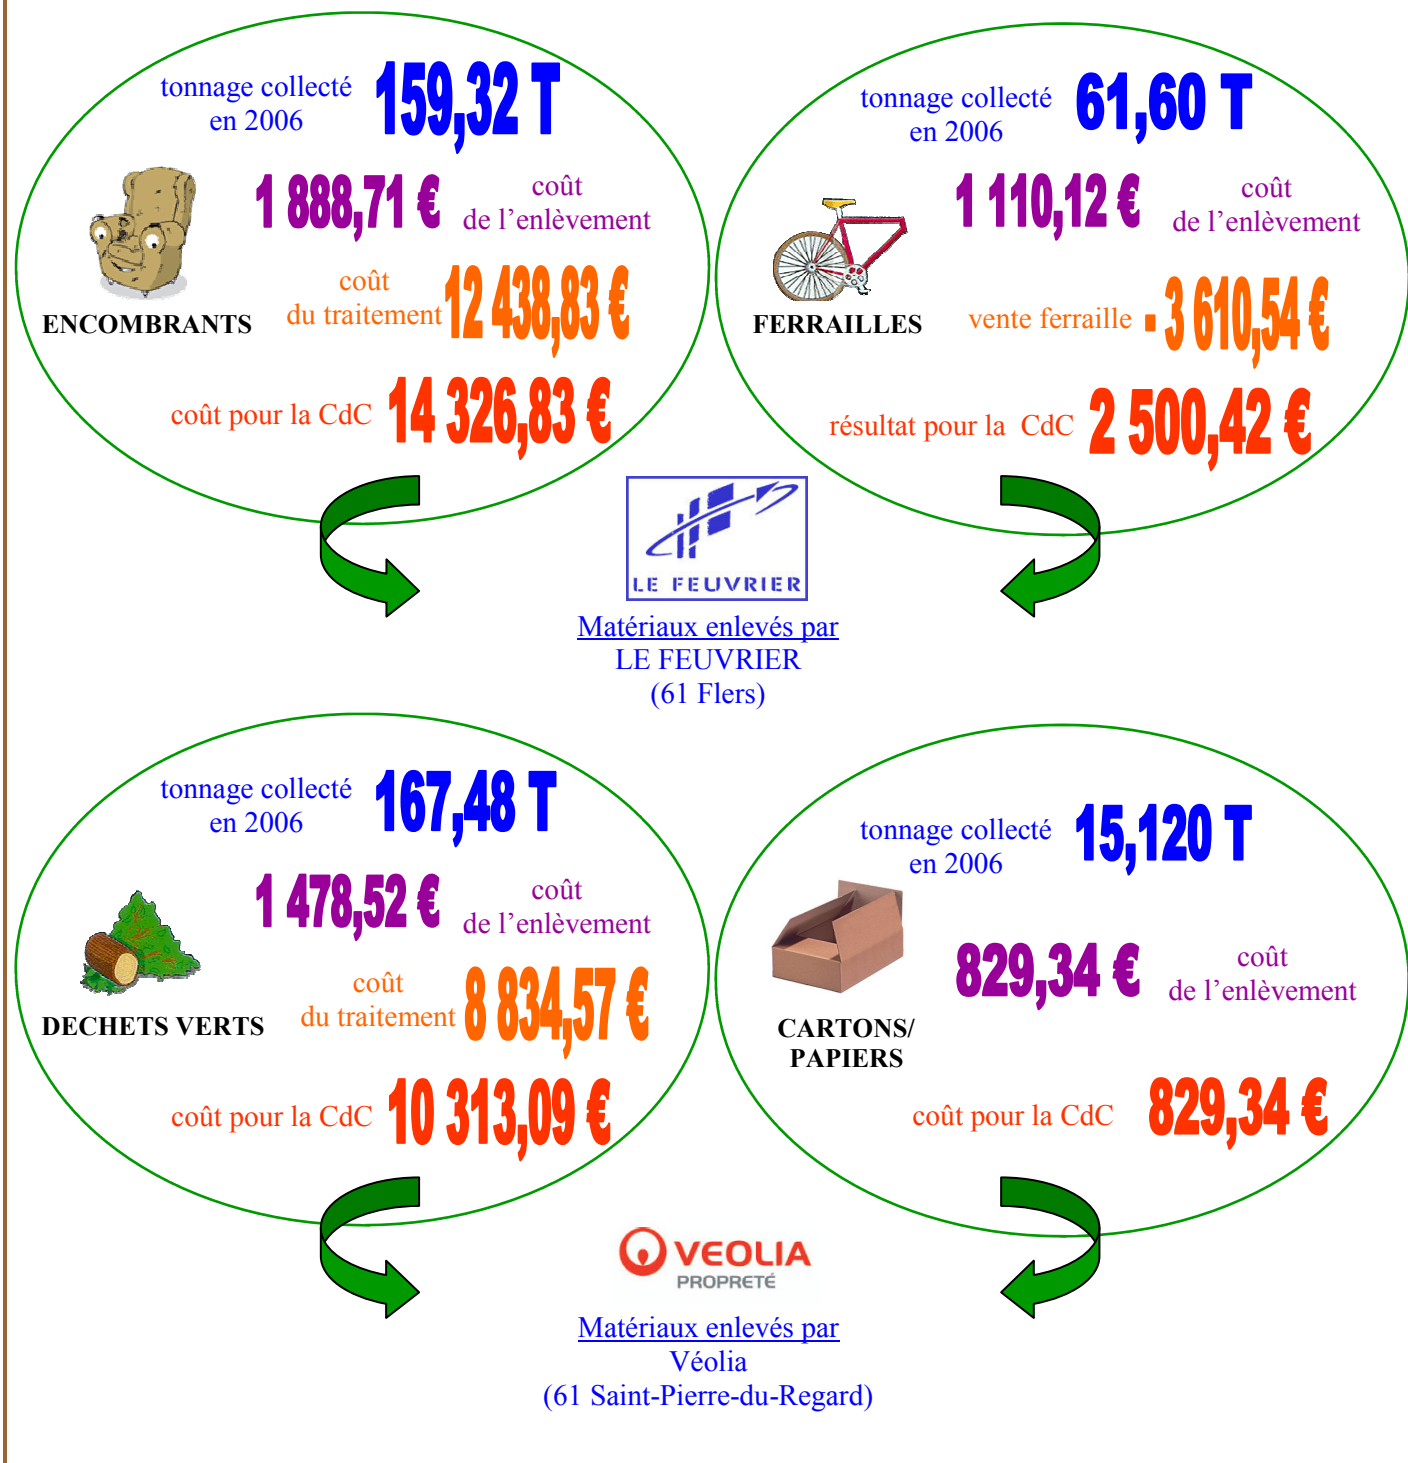 tonnage collecté
en 2006
159,32 T
1 888,71 €
coût
de l’enlèvement
coût
du traitement
12 438,83 €
ENCOMBRANTS
coût pour la CdC
14 326,83 €
tonnage collecté
en 2006
61,60 T
1 110,12 €
coût
de l’enlèvement
FERRAILLES
vente ferraille
- 3 610,54 €
résultat pour la CdC
2 500,42 €
LE FEUVRIER
Matériaux enlevés par
LE FEUVRIER
(61 Flers)
tonnage collecté
en 2006
167,48 T
1 478,52 €
coût
de l’enlèvement
coût
du traitement
8 834,57 €
DECHETS VERTS
coût pour la CdC
10 313,09 €
tonnage collecté
en 2006
15,120 T
829,34 €
coût
de l’enlèvement
CARTONS/
PAPIERS
coût pour la CdC
829,34 €
VEOLIA
PROPRETÉ
Matériaux enlevés par
Véolia
(61 Saint-Pierre-du-Regard)